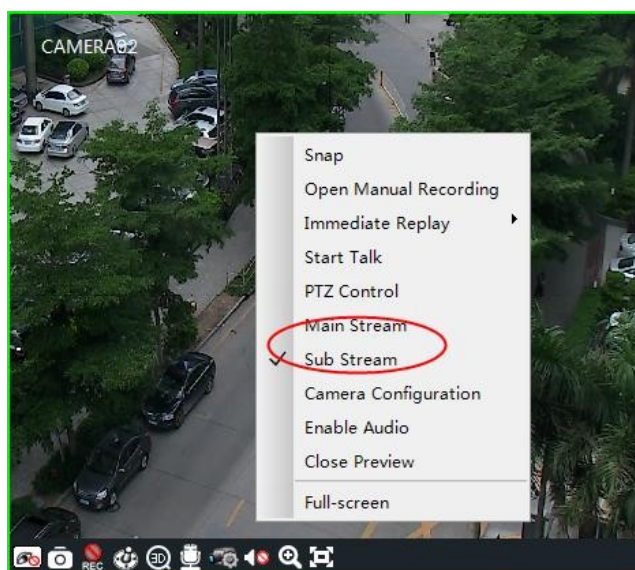 CAMERA02
Snap
Open Manual Recording
Immediate Replay
Start Talk
PTZ Control
Main Stream
Sub Stream
Camera Configuration
Enable Audio
Close Preview
Full-screen
REC
3D